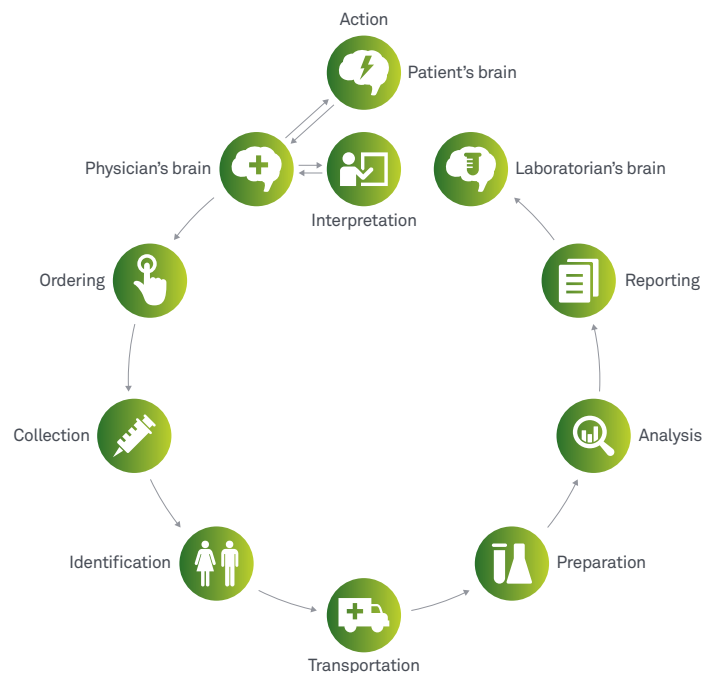 Action
Patient's brain
Physician's brain
Laboratorian's brain
Interpretation
Ordering
Reporting
Collection
Analysis
Identification
Preparation
Transportation